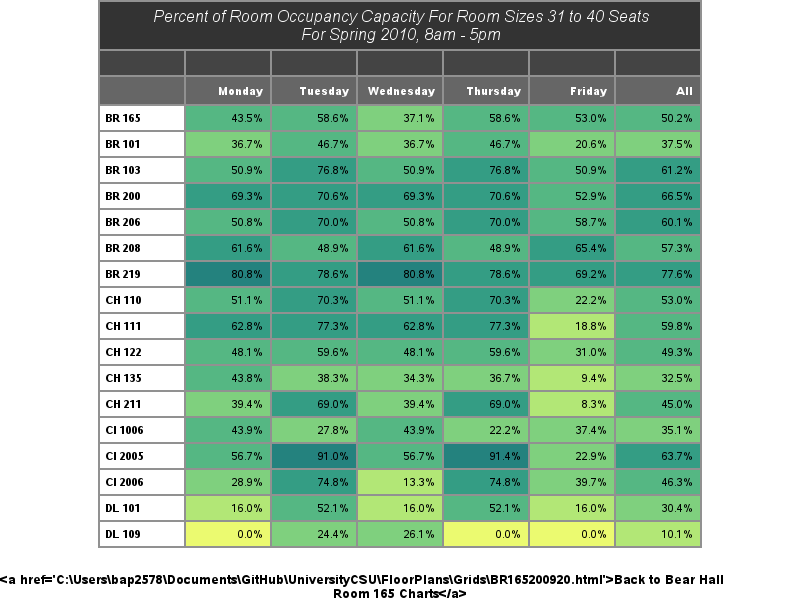 Percent of Room Occupancy Capacity For Room Sizes 31 to 40 Seats
For Spring 2010, 8am - 5pm
Monday Tuesday Wednesday Thursday Friday All
BR 165 43.5% 58.6% 37.1% 58.6% 53.0% 50.2%
BR 101 36.7% 46.7% 36.7% 46.7% 20.6% 37.5%
BR 103 50.9% 76.8% 50.9% 76.8% 50.9% 61.2%
BR 200 69.3% 70.6% 69.3% 70.6% 52.9% 66.5%
BR 206 50.8% 70.0% 50.8% 70.0% 58.7% 60.1%
BR 208 61.6% 48.9% 61.6% 48.9% 65.4% 57.3%
BR 219 80.8% 78.6% 80.8% 78.6% 69.2% 77.6%
CH 110 51.1% 70.3% 51.1% 70.3% 22.2% 53.0%
CH 111 62.8% 77.3% 62.8% 77.3% 18.8% 59.8%
CH 122 48.1% 59.6% 48.1% 59.6% 31.0% 49.3%
CH 135 43.8% 38.3% 34.3% 36.7% 9.4% 32.5%
CH 211 39.4% 69.0% 39.4% 69.0% 8.3% 45.0%
CI 1006 43.9% 27.8% 43.9% 22.2% 37.4% 35.1%
CI 2005 56.7% 91.0% 56.7% 91.4% 22.9% 63.7%
CI 2006 28.9% 74.8% 13.3% 74.8% 39.7% 46.3%
DL 101 16.0% 52.1% 16.0% 52.1% 16.0% 30.4%
DL 109 0.0% 24.4% 26.1% 0.0% 0.0% 10.1%
<a href='C:\Users\bap2578\Documents\GitHub\UniversityCSU\FloorPlans\Grids\BR165200920.html'>Back to Bear Hall
Room 165 Charts</a>